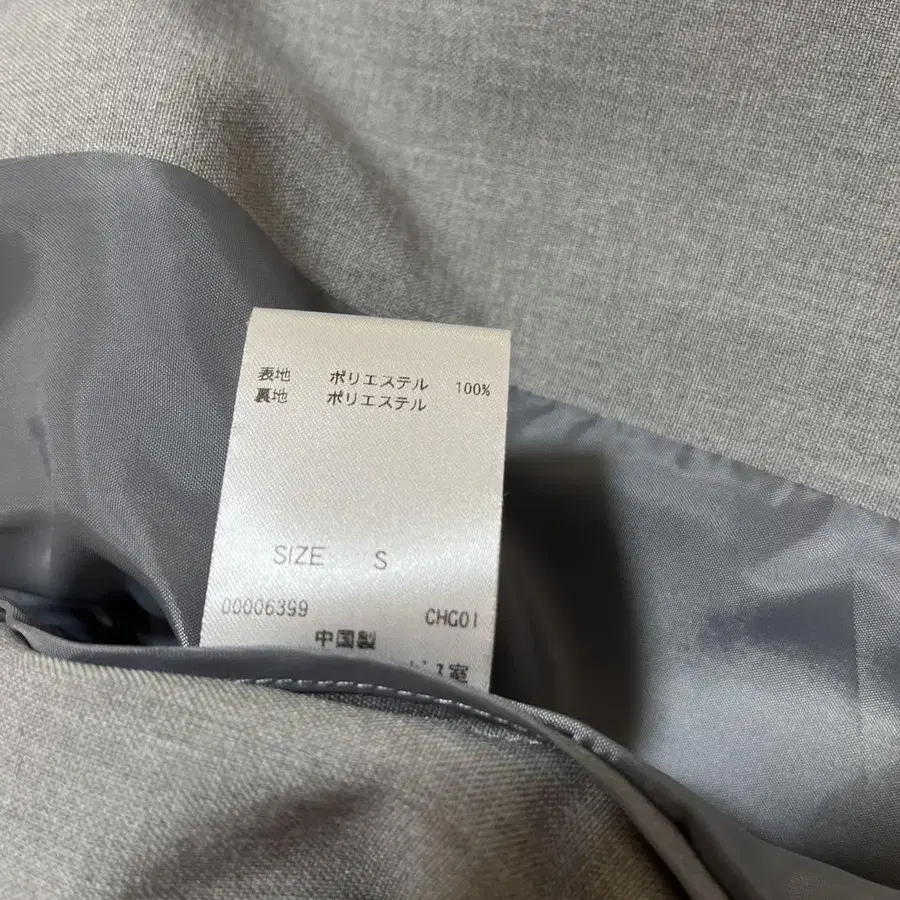 表地 ポリエステル 100%
裏地 ポリエステル
SIZE S
00006399 CHG01
中国製
室